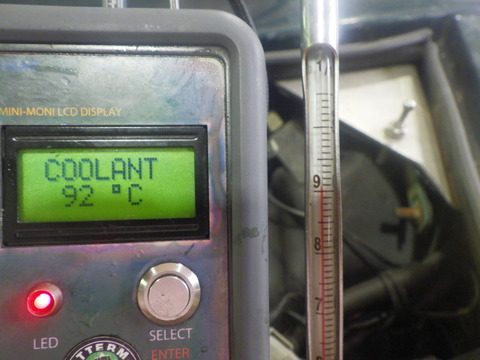 MINI-MONI LCD DISPLAY
COOLANT
92 °C
LED
SELECT
ENTER
1
9
8
7